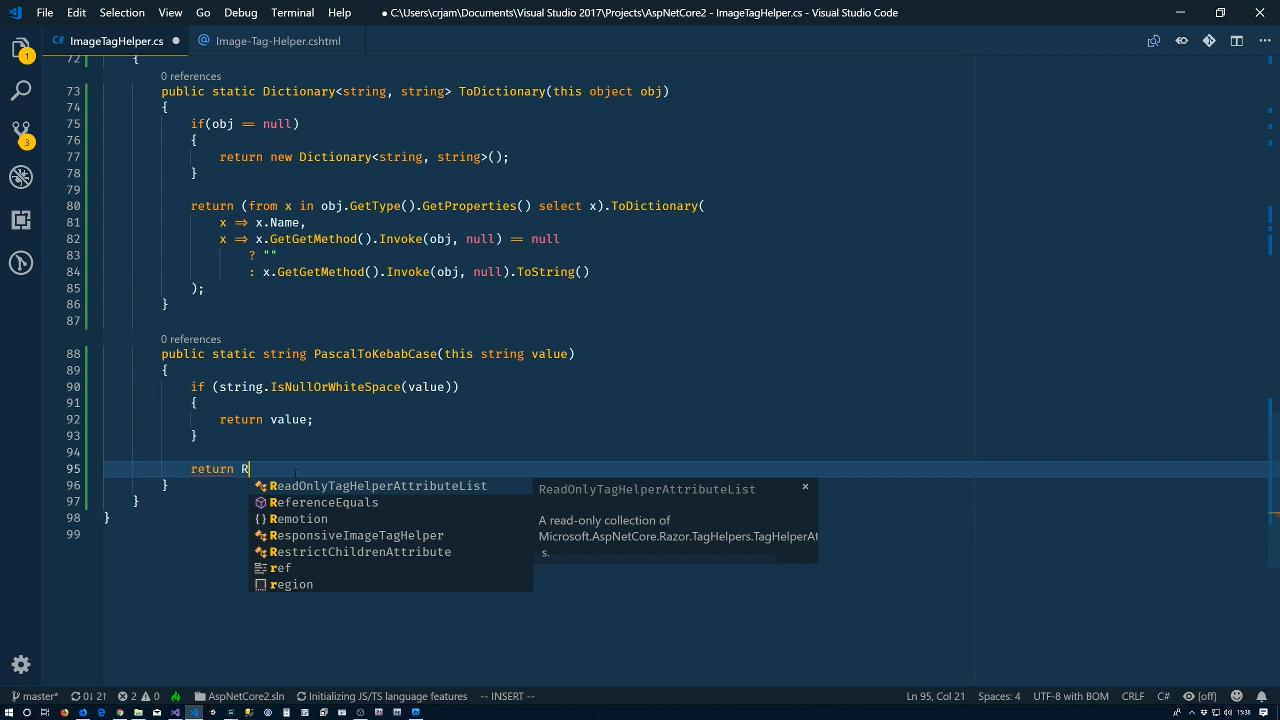 File Edit Selection View Go Debug Terminal Help
● C:\Users\crjam\Documents\Visual Studio 2017\Projects\AspNetCore2 - ImageTagHelper.cs - Visual Studio Code
C# ImageTagHelper.cs ●
@ Image-Tag-Helper.cshtml
1
3
72 {
0 references
73 public static Dictionary<string, string> ToDictionary(this object obj)
74 {
75 if(obj == null)
76 {
77 return new Dictionary<string, string>();
78 }
79
80 return (from x in obj.GetType().GetProperties() select x).ToDictionary(
81 x => x.Name,
82 x => x.GetGetMethod().Invoke(obj, null) == null
83 ? ""
84 : x.GetGetMethod().Invoke(obj, null).ToString()
85 );
86 }
87
0 references
88 public static string PascalToKebabCase(this string value)
89 {
90 if (string.IsNullOrWhiteSpace(value))
91 {
92 return value;
93 }
94
95 return R
96 }
97 }
98 }
99
ReadOnlyTagHelperAttributeList
ReferenceEquals
{} Remotion
ResponsiveImageTagHelper
RestrictChildrenAttribute
ref
region
ReadOnlyTagHelperAttributeList ×
A read-only collection of
Microsoft.AspNetCore.Razor.TagHelpers.TagHelperAt
s.
master* 0↓ 2↑ 2 0 AspNetCore2.sln Initializing JS/TS language features -- INSERT -- Ln 95, Col 21 Spaces: 4 UTF-8 with BOM CRLF C# [off]
15:38